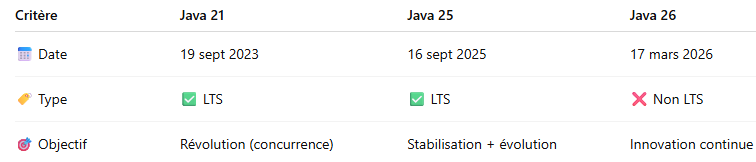 Critère Java 21 Java 25 Java 26
📅 Date 19 sept 2023 16 sept 2025 17 mars 2026
🏷️ Type ✅ LTS ✅ LTS ❌ Non LTS
🎯 Objectif Révolution (concurrence) Stabilisation + évolution Innovation continue